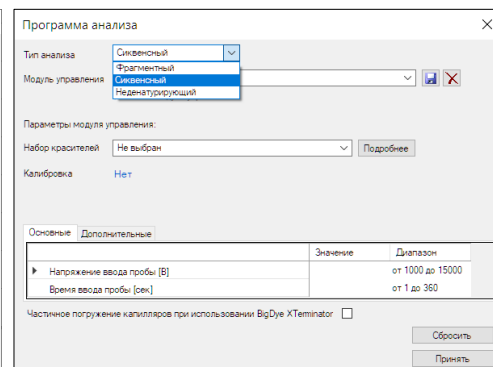 Программа анализа
Тип анализа Сиквенсный
Фрагментный
Модуль управления Сиквенсный
Неденатурирующий
Параметры модуля управления:
Набор красителей Не выбран Подробнее
Калибровка Нет
Основные Дополнительные
Значение Диапазон
Напряжение ввода пробы [В] от 1000 до 15000
Время ввода пробы [сек] от 1 до 360
Частичное погружение капилляров при использовании BigDye XTerminator
Сбросить
Принять